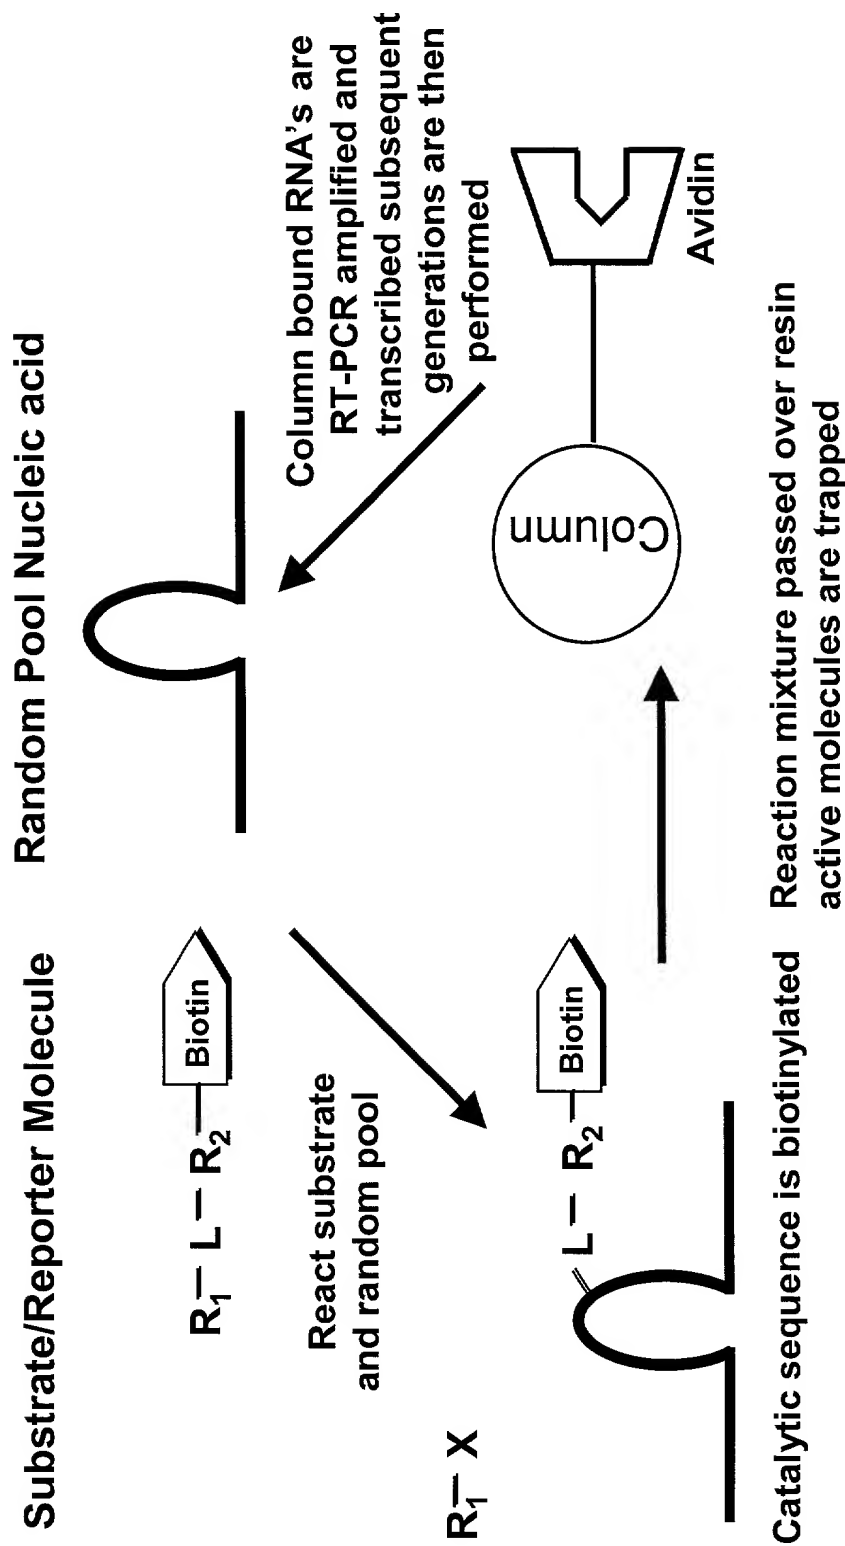 Substrate/Reporter Molecule
Random Pool Nucleic acid
R1 — L — R2 — Biotin
React substrate
and random pool
Column bound RNA's are
RT-PCR amplified and
transcribed subsequent
generations are then
performed
R1 — X
L — R2 — Biotin
Column
Avidin
Catalytic sequence is biotinylated
Reaction mixture passed over resin
active molecules are trapped